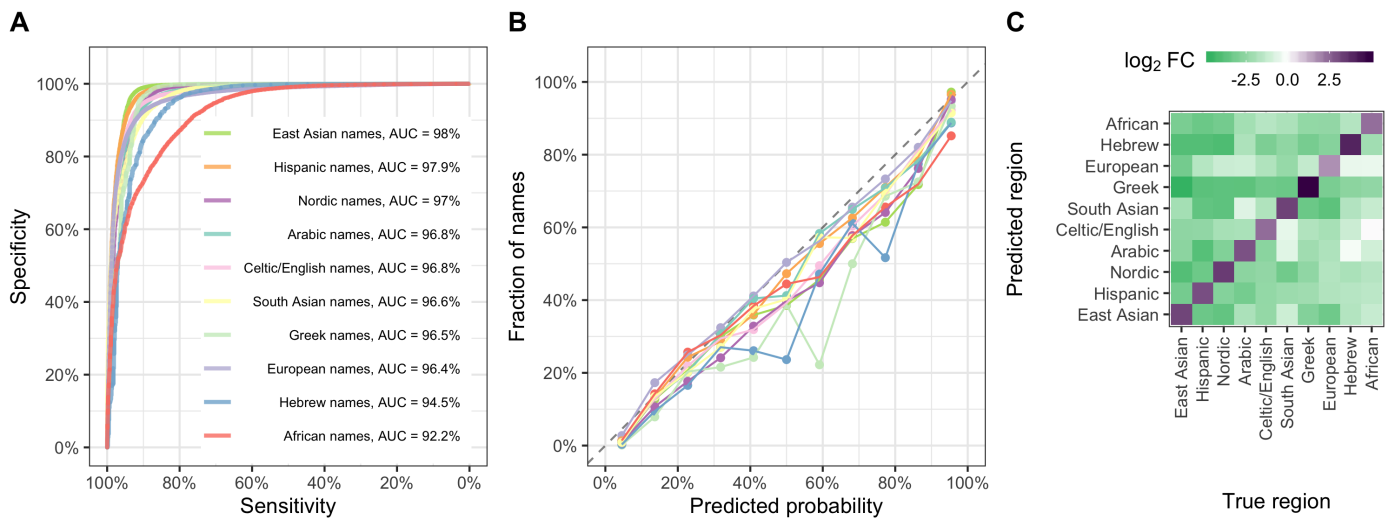 A
100%
80%
60%
40%
20%
0%
Specificity
East Asian names, AUC = 98%
Hispanic names, AUC = 97.9%
Nordic names, AUC = 97%
Arabic names, AUC = 96.8%
Celtic/English names, AUC = 96.8%
South Asian names, AUC = 96.6%
Greek names, AUC = 96.5%
European names, AUC = 96.4%
Hebrew names, AUC = 94.5%
African names, AUC = 92.2%
100% 80% 60% 40% 20% 0%
Sensitivity
B
100%
80%
60%
40%
20%
0%
Fraction of names
0% 20% 40% 60% 80% 100%
Predicted probability
C
log₂ FC
-2.5 0.0 2.5
Predicted region
African
Hebrew
European
Greek
South Asian
Celtic/English
Arabic
Nordic
Hispanic
East Asian
East Asian
Hispanic
Nordic
Arabic
Celtic/English
South Asian
Greek
European
Hebrew
African
True region